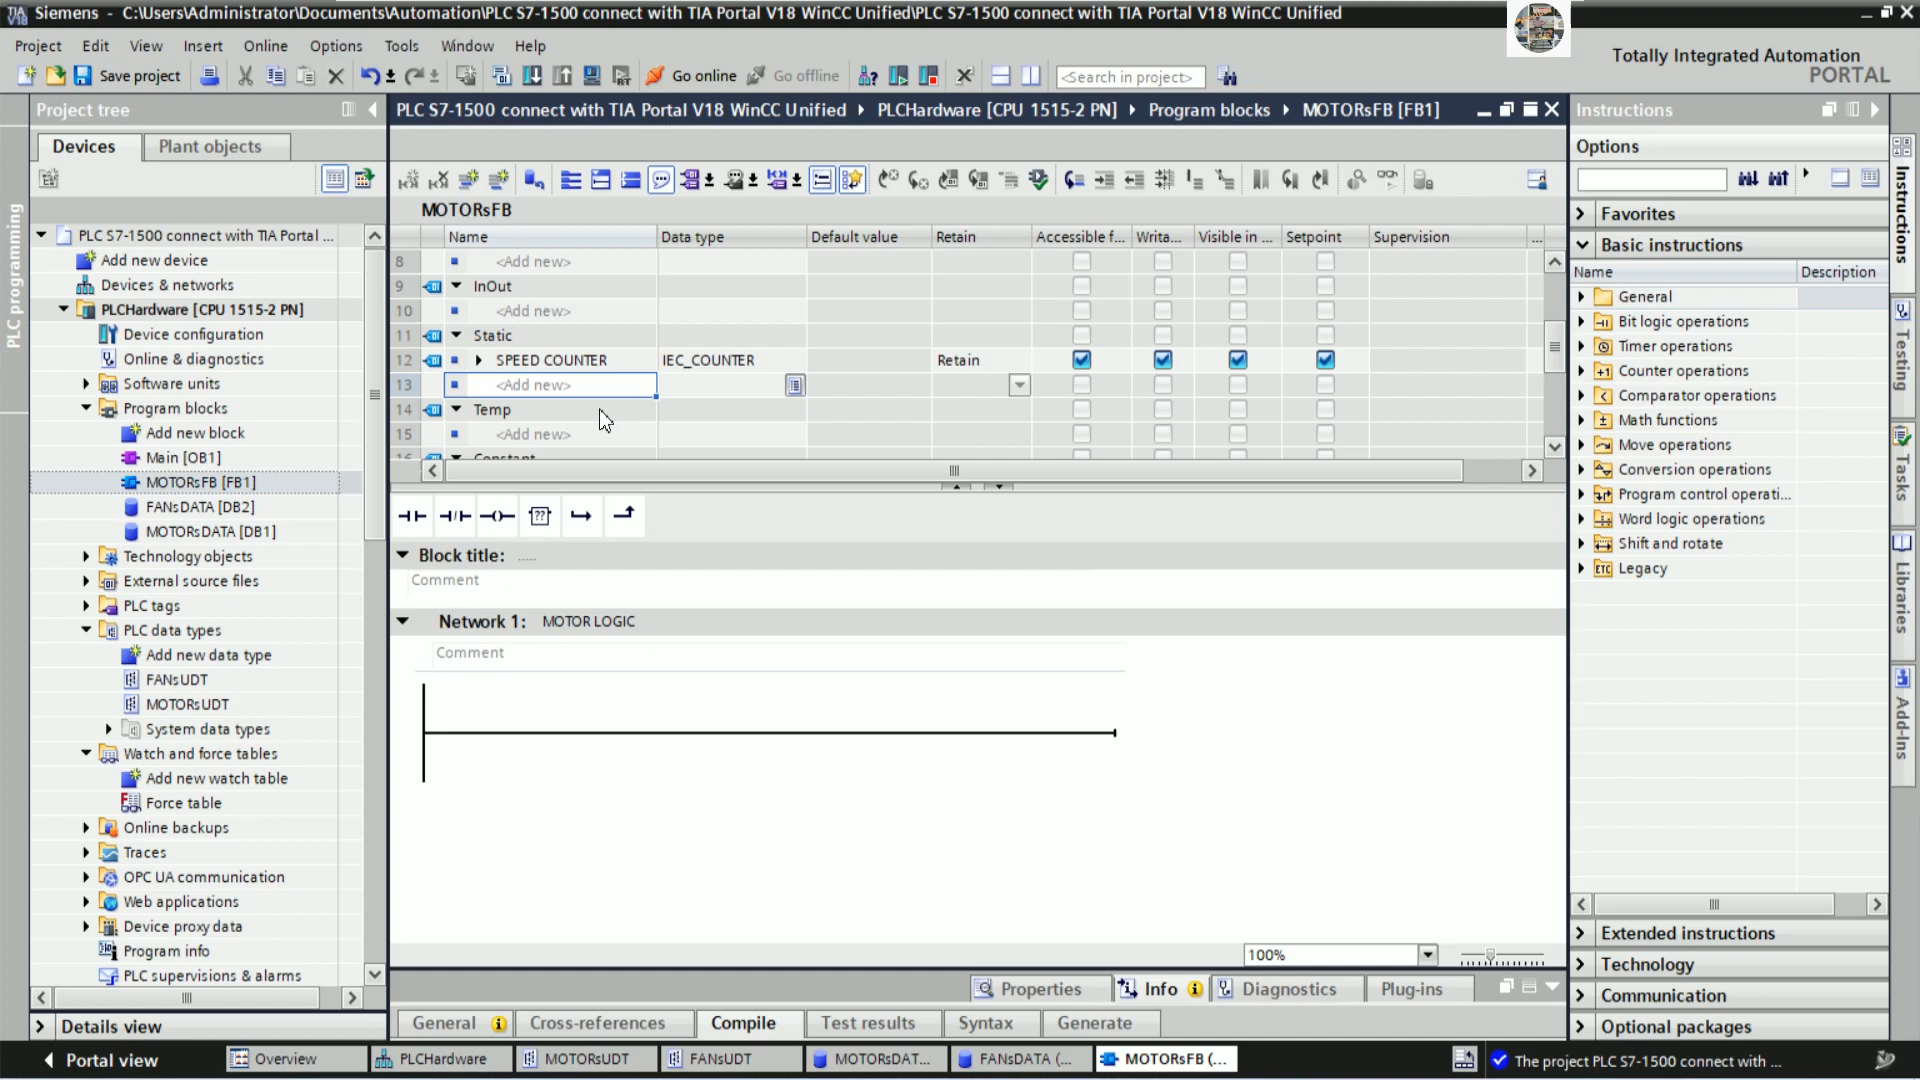 Siemens - C:\Users\Administrator\Documents\Automation\PLC S7-1500 connect with TIA Portal V18 WinCC Unified\PLC S7-1500 connect with TIA Portal V18 WinCC Unified
Project Edit View Insert Online Options Tools Window Help
Totally Integrated Automation
PORTAL
Save project
Go online
Go offline
<Search in project>
Project tree
PLC S7-1500 connect with TIA Portal V18 WinCC Unified PLCHardware [CPU 1515-2 PN] Program blocks MOTORsFB [FB1]
Instructions
Devices
Plant objects
Options
PLC programming
MOTORsFB
Name Data type Default value Retain Accessible f... Writa... Visible in ... Setpoint Supervision ...
8 <Add new>
9 InOut
10 <Add new>
11 Static
12 SPEED COUNTER IEC_COUNTER Retain
13 <Add new>
14 Temp
15 <Add new>
16 Constant
PLC S7-1500 connect with TIA Portal ...
Add new device
Devices & networks
PLCHardware [CPU 1515-2 PN]
Device configuration
Online & diagnostics
Software units
Program blocks
Add new block
Main [OB1]
MOTORsFB [FB1]
FANsDATA [DB2]
MOTORsDATA [DB1]
Technology objects
External source files
PLC tags
PLC data types
Add new data type
FANsUDT
MOTORsUDT
System data types
Watch and force tables
Add new watch table
Force table
Online backups
Traces
OPC UA communication
Web applications
Device proxy data
Program info
PLC supervisions & alarms
Details view
??
Block title: .....
Comment
Network 1: MOTOR LOGIC
Comment
100%
Properties Info Diagnostics Plug-ins
General Cross-references Compile Test results Syntax Generate
Favorites
Basic instructions
Name Description
General
Bit logic operations
Timer operations
Counter operations
Comparator operations
Math functions
Move operations
Conversion operations
Program control operati...
Word logic operations
Shift and rotate
Legacy
Extended instructions
Technology
Communication
Optional packages
Instructions
Testing
Tasks
Libraries
Add-Ins
Portal view Overview PLCHardware MOTORsUDT FANsUDT MOTORsDAT... FANsDATA (... MOTORsFB (... The project PLC S7-1500 connect with ...